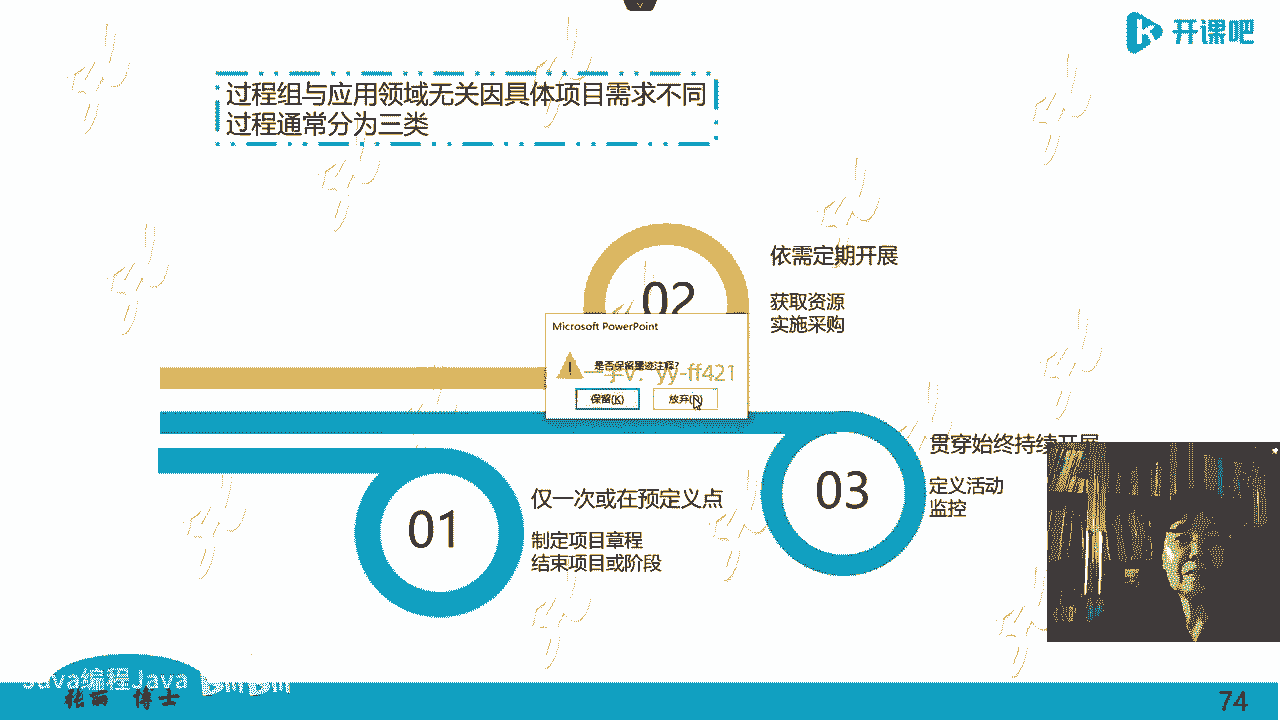 开课吧
过程组与应用领域无关因具体项目需求不同
过程通常分为三类
02
依需定期开展
获取资源
实施采购
Microsoft PowerPoint
是否保留墨迹注释?
一手v：yy-ff421
保留(K)
放弃(D)
03
贯穿始终持续开展
定义活动
监控
01
仅一次或在预定义点
制定项目章程
结束项目或阶段
Java编程Java
张丽 博士
74